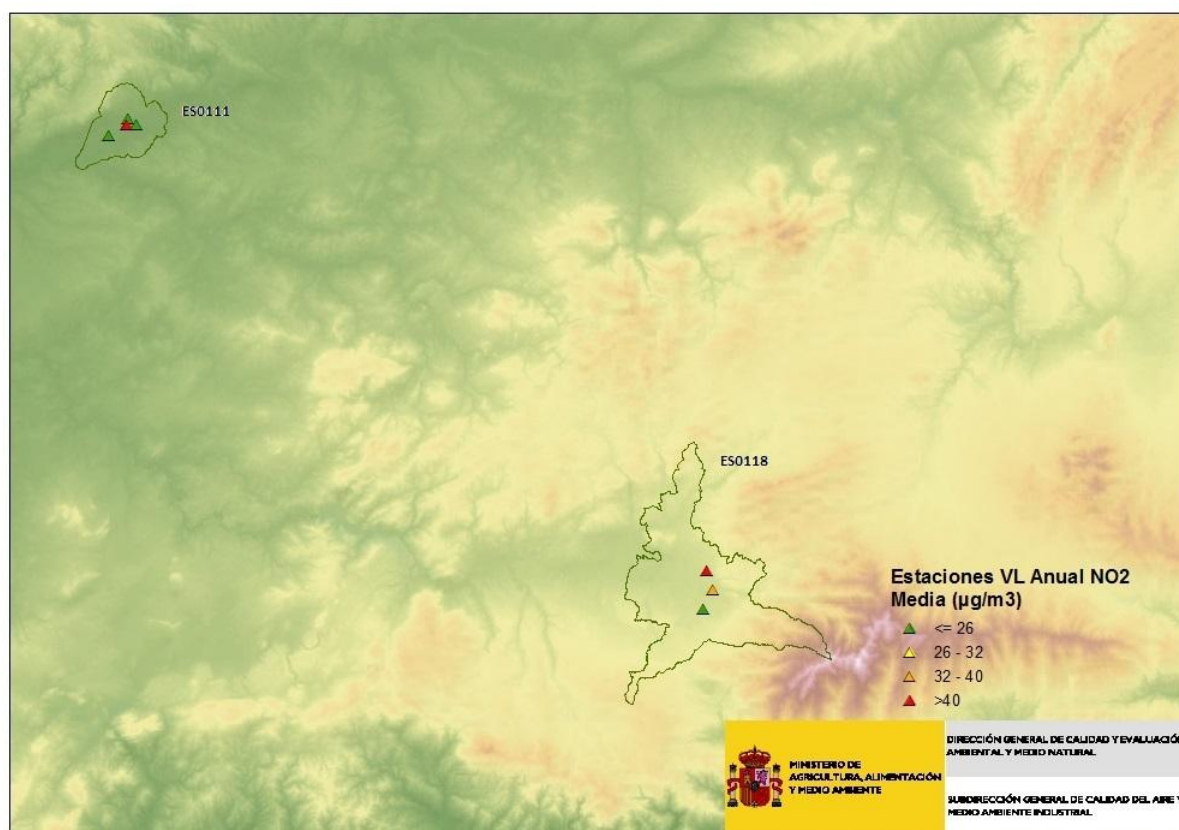 ES0111
ES0118
Estaciones VL Anual NO2
Media (µg/m3)
<= 26
26 - 32
32 - 40
>40
MINISTERIO DE
AGRICULTURA, ALIMENTACIÓN
Y MEDIO AMBIENTE
DIRECCIÓN GENERAL DE CALIDAD Y EVALUACIÓ
AMBIENTAL Y MEDIO NATURAL
SUBDIRECCIÓN GENERAL DE CALIDAD DEL AIRE Y
MEDIO AMBIENTE INDUSTRIAL